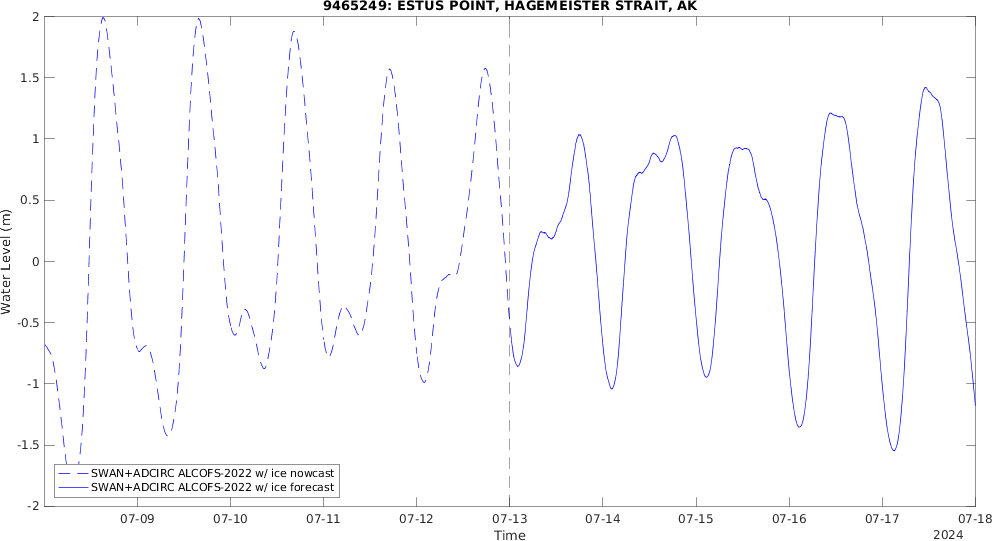 9465249: ESTUS POINT, HAGEMEISTER STRAIT, AK
2
1.5
1
0.5
0
-0.5
-1
-1.5
-2
Water Level (m)
SWAN+ADCIRC ALCOFS-2022 w/ ice nowcast
SWAN+ADCIRC ALCOFS-2022 w/ ice forecast
07-09 07-10 07-11 07-12 07-13 07-14 07-15 07-16 07-17 07-18
Time
2024